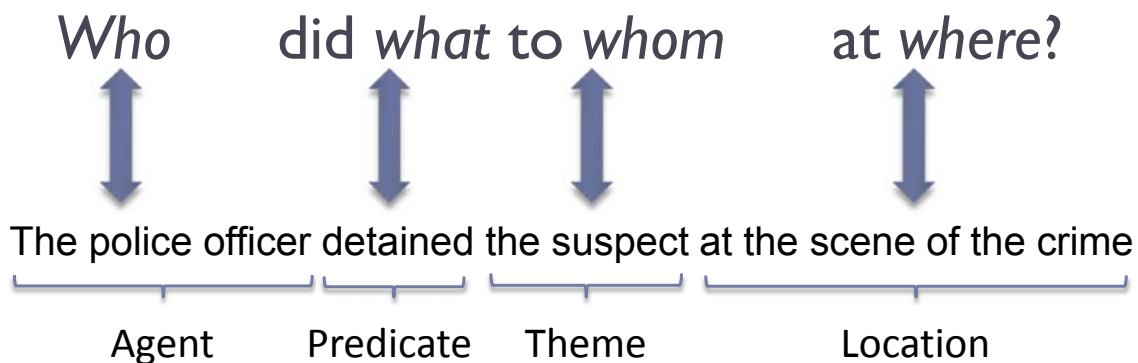 Who did what to whom at where?
The police officer detained the suspect at the scene of the crime
Agent Predicate Theme Location